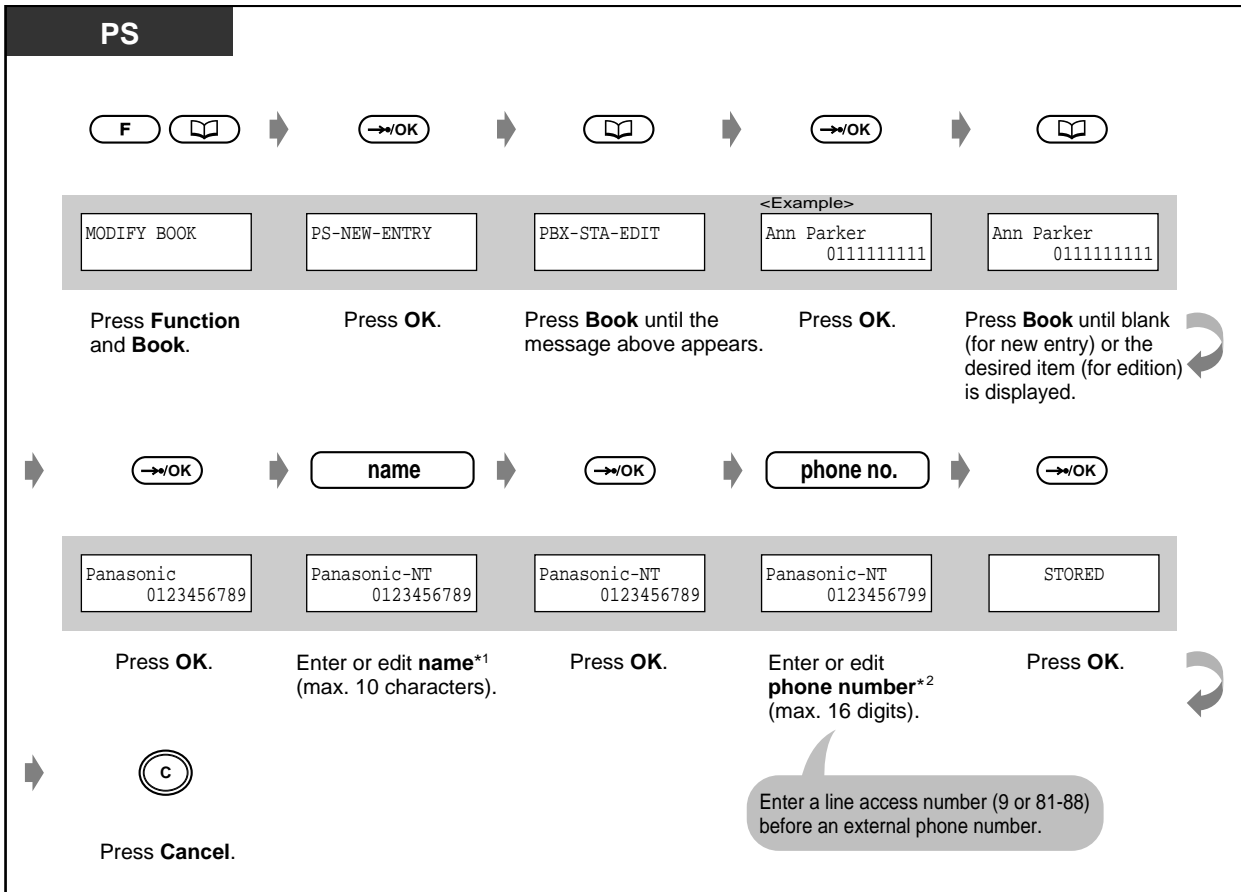 PS
F
/OK
/OK
<Example>
MODIFY BOOK
PS-NEW-ENTRY
PBX-STA-EDIT
Ann Parker
0111111111
Ann Parker
0111111111
Press Function
and Book.
Press OK.
Press Book until the
message above appears.
Press OK.
Press Book until blank
(for new entry) or the
desired item (for edition)
is displayed.
/OK
name
/OK
phone no.
/OK
Panasonic
0123456789
Panasonic-NT
0123456789
Panasonic-NT
0123456789
Panasonic-NT
0123456799
STORED
Press OK.
Enter or edit name*1
(max. 10 characters).
Press OK.
Enter or edit
phone number*2
(max. 16 digits).
Press OK.
C
Press Cancel.
Enter a line access number (9 or 81-88)
before an external phone number.